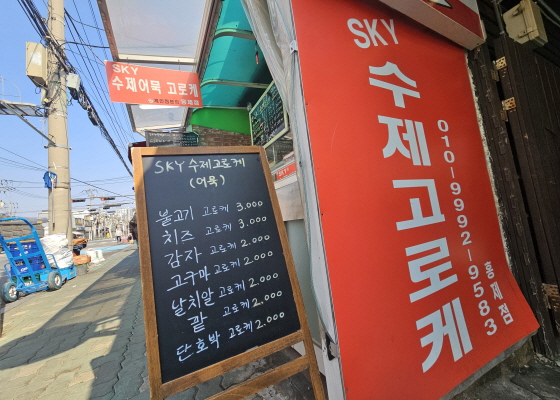 SKY
수제어묵 고로케
SKY 수제고로케
(어묵)
불고기 고로케 3.000
치즈 고로케 3.000
감자 고로케 2.000
고구마 고로케 2.000
날치알 고로케 2.000
팥 고로케 2.000
단호박 고로케 2.000
SKY
수제고로케
010-9992-9583
홍제점